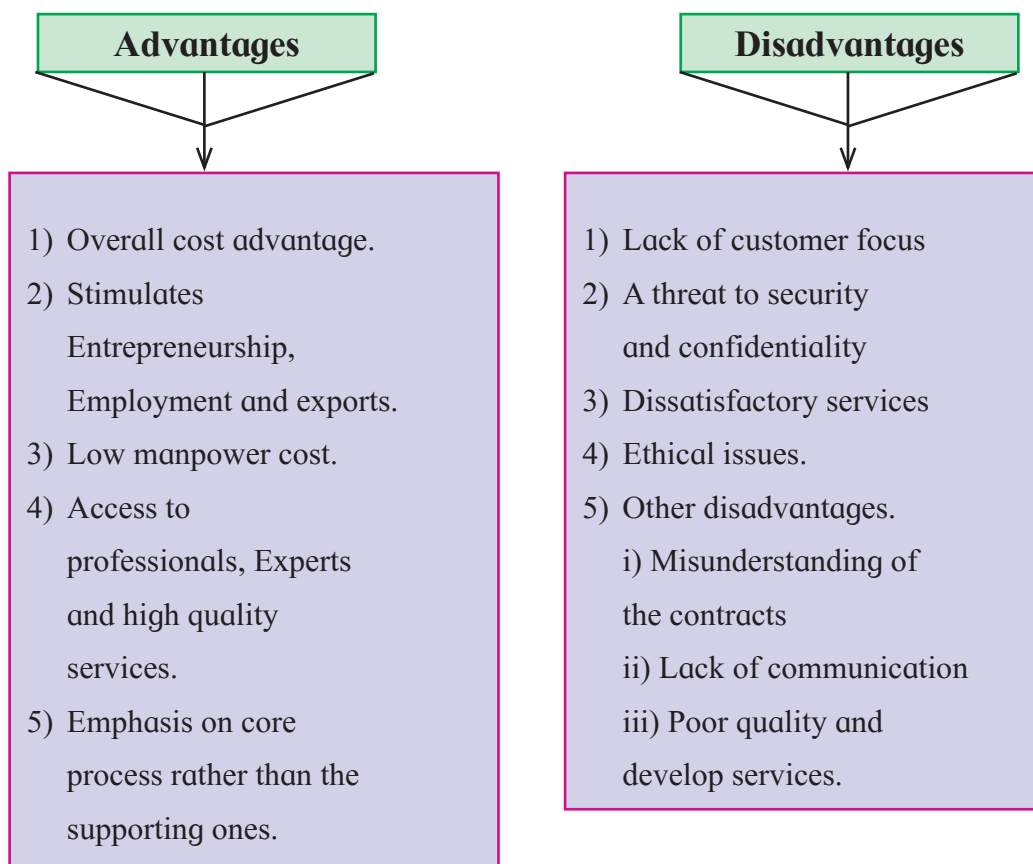 Advantages
1) Overall cost advantage.
2) Stimulates
Entrepreneurship,
Employment and exports.
3) Low manpower cost.
4) Access to
professionals, Experts
and high quality
services.
5) Emphasis on core
process rather than the
supporting ones.
Disadvantages
1) Lack of customer focus
2) A threat to security
and confidentiality
3) Dissatisfactory services
4) Ethical issues.
5) Other disadvantages.
i) Misunderstanding of
the contracts
ii) Lack of communication
iii) Poor quality and
develop services.